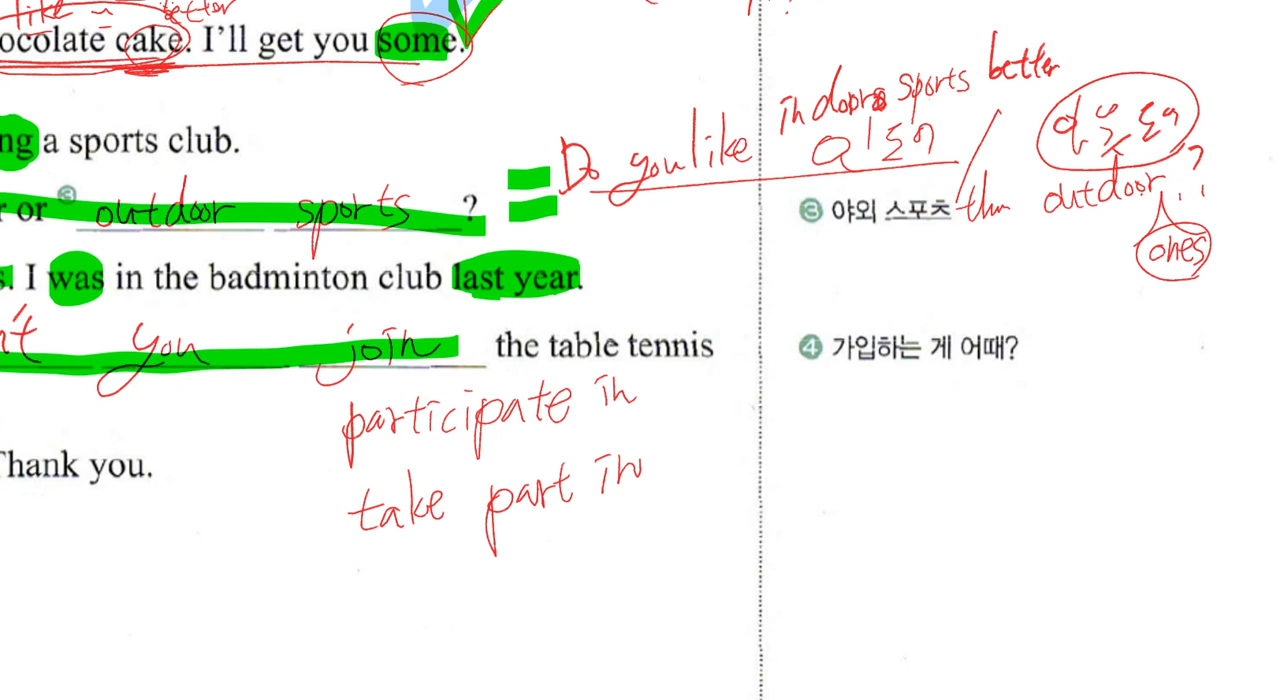 like better
ocolate cake. I'll get you some.
ng a sports club.
r or ③ outdoor sports ?
Do you like indoor sports better
than outdoor..?
ones
③ 야외 스포츠
s. I was in the badminton club last year.
n't you join the table tennis
④ 가입하는 게 어때?
participate in
take part in
Thank you.